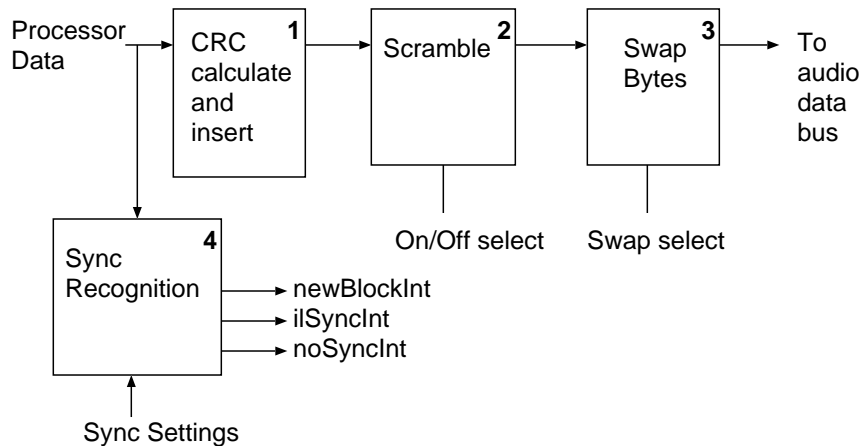 Processor
Data
1
CRC
calculate
and
insert
2
Scramble
3
Swap
Bytes
To
audio
data
bus
On/Off select
Swap select
4
Sync
Recognition
newBlockInt
ilSyncInt
noSyncInt
Sync Settings